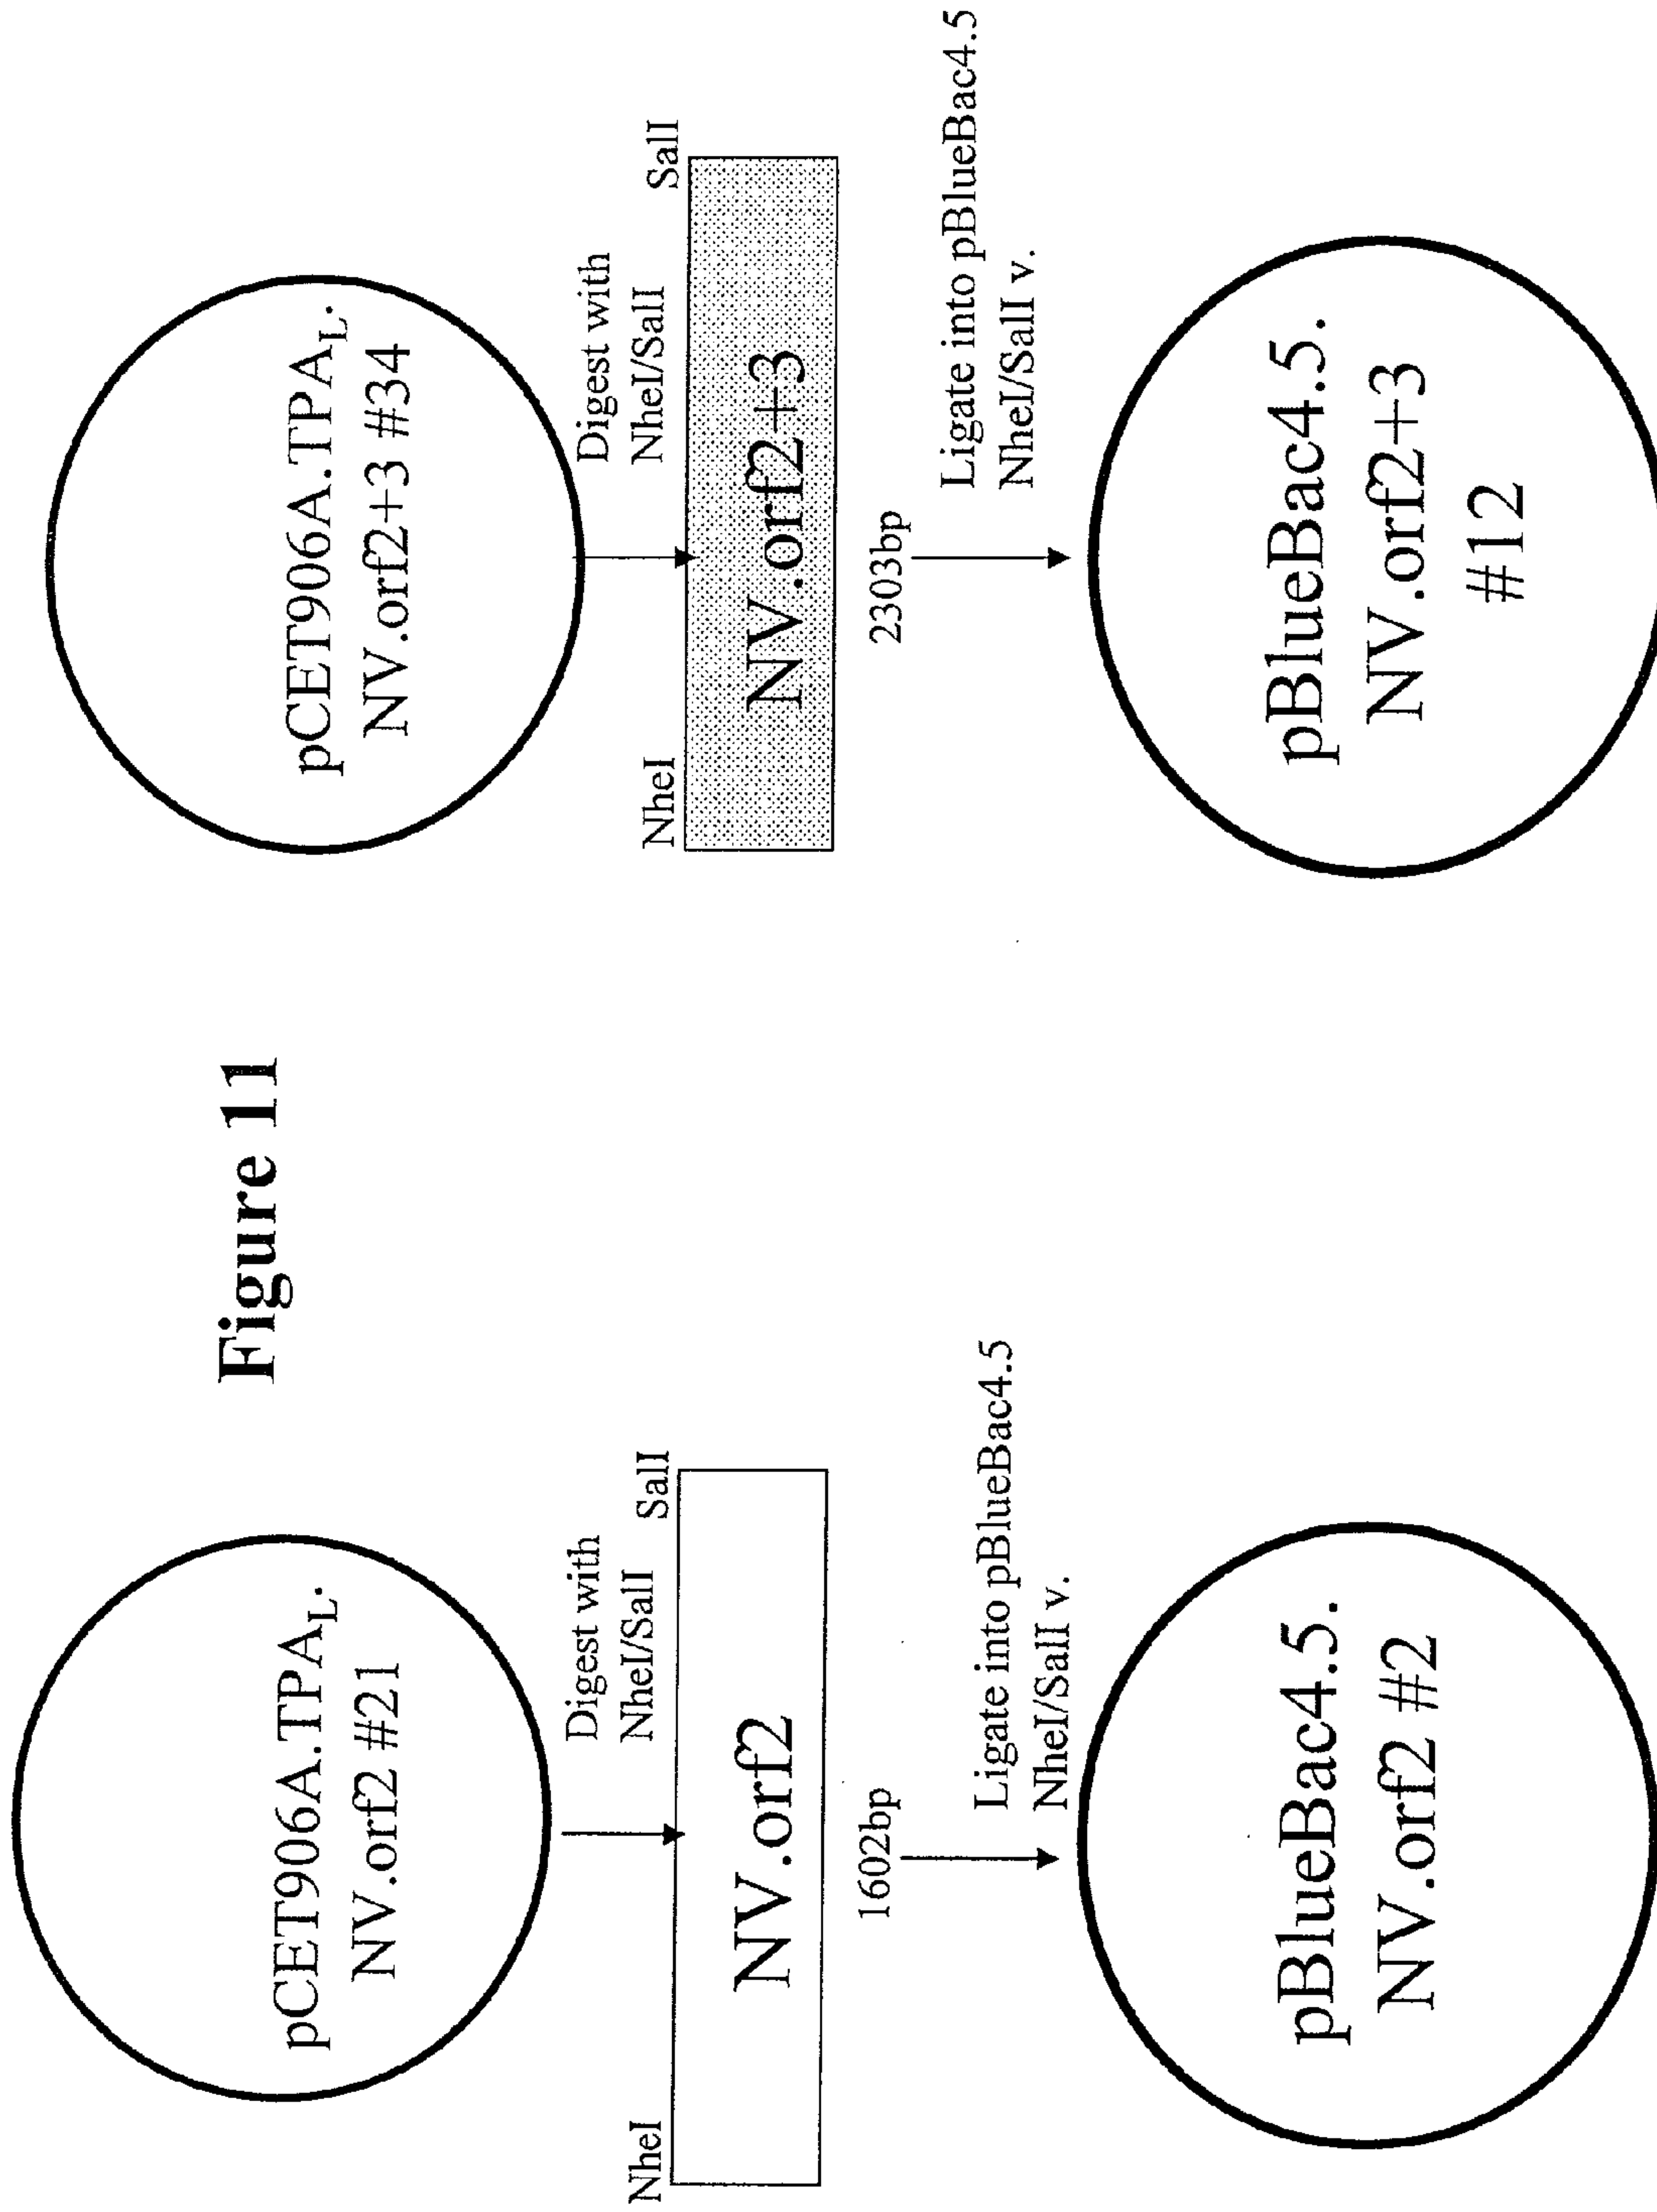 Figure 11
pCET906A.TPAL.
NV.orf2 #21
Digest with
NheI/SalI
NheI
SalI
NV.orf2
1602bp
Ligate into pBlueBac4.5
NheI/SalI v.
pBlueBac4.5.
NV.orf2 #2
pCET906A.TPAL.
NV.orf2+3 #34
Digest with
NheI/SalI
NheI
SalI
NV.orf2+3
2303bp
Ligate into pBlueBac4.5
NheI/SalI v.
pBlueBac4.5.
NV.orf2+3
#12